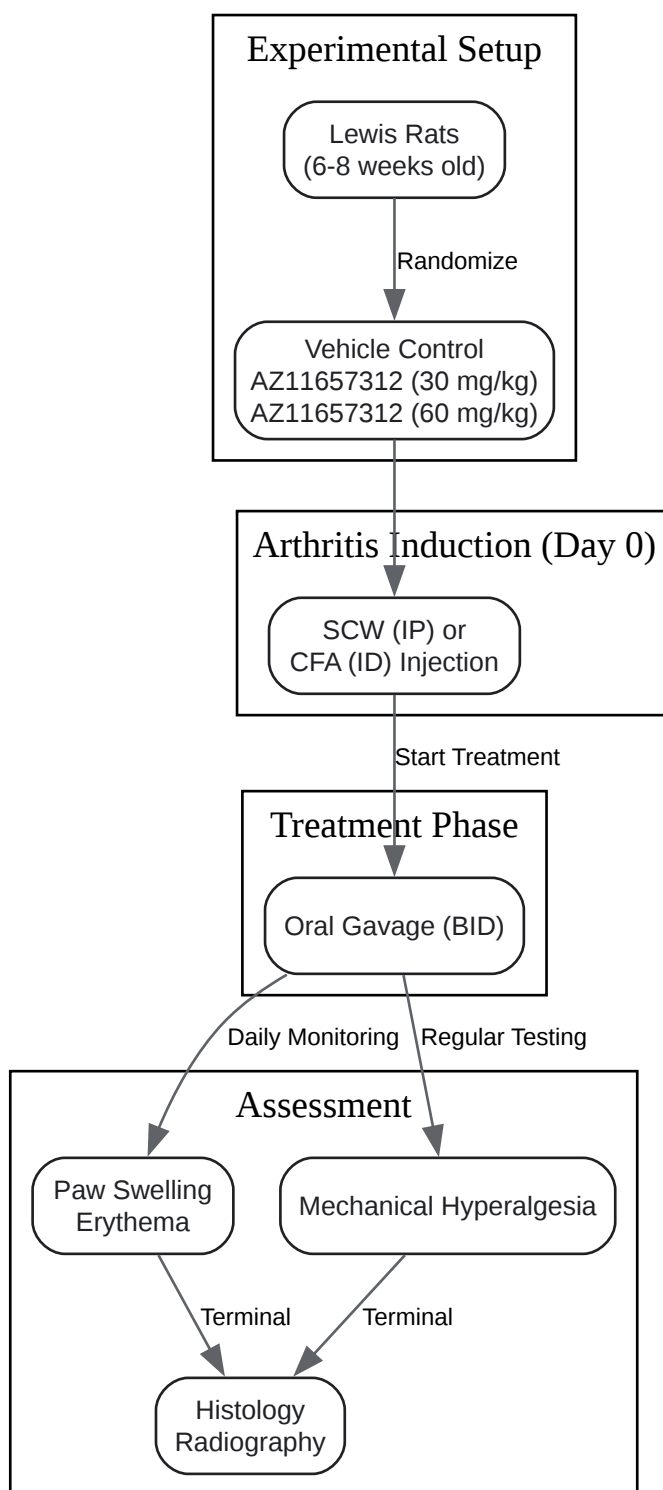 Experimental Setup
Lewis Rats
(6-8 weeks old)
Randomize
Vehicle Control
AZ11657312 (30 mg/kg)
AZ11657312 (60 mg/kg)
Arthritis Induction (Day 0)
SCW (IP) or
CFA (ID) Injection
Start Treatment
Treatment Phase
Oral Gavage (BID)
Daily Monitoring
Regular Testing
Assessment
Paw Swelling
Erythema
Mechanical Hyperalgesia
Terminal
Terminal
Histology
Radiography